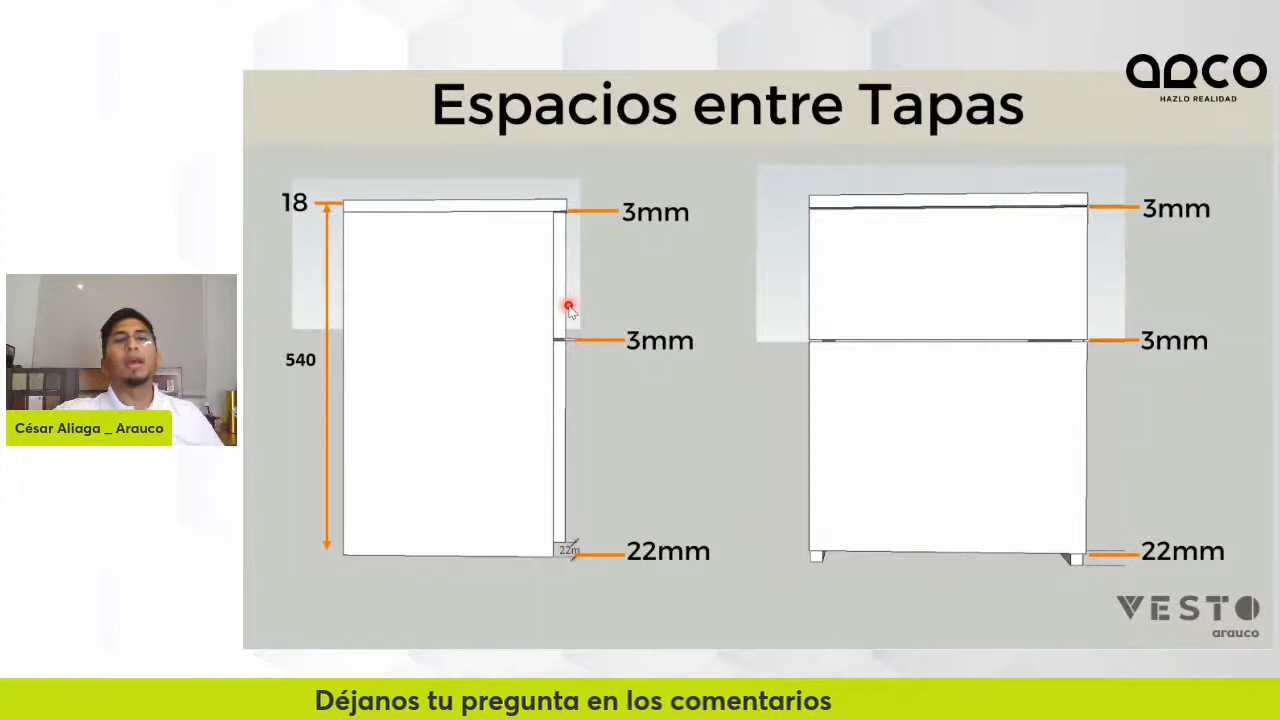 ARCO
HAZLO REALIDAD
Espacios entre Tapas
18
3mm
3mm
540
3mm
3mm
22m
22mm
22mm
César Aliaga _ Arauco
VESTO
arauco
Déjanos tu pregunta en los comentarios